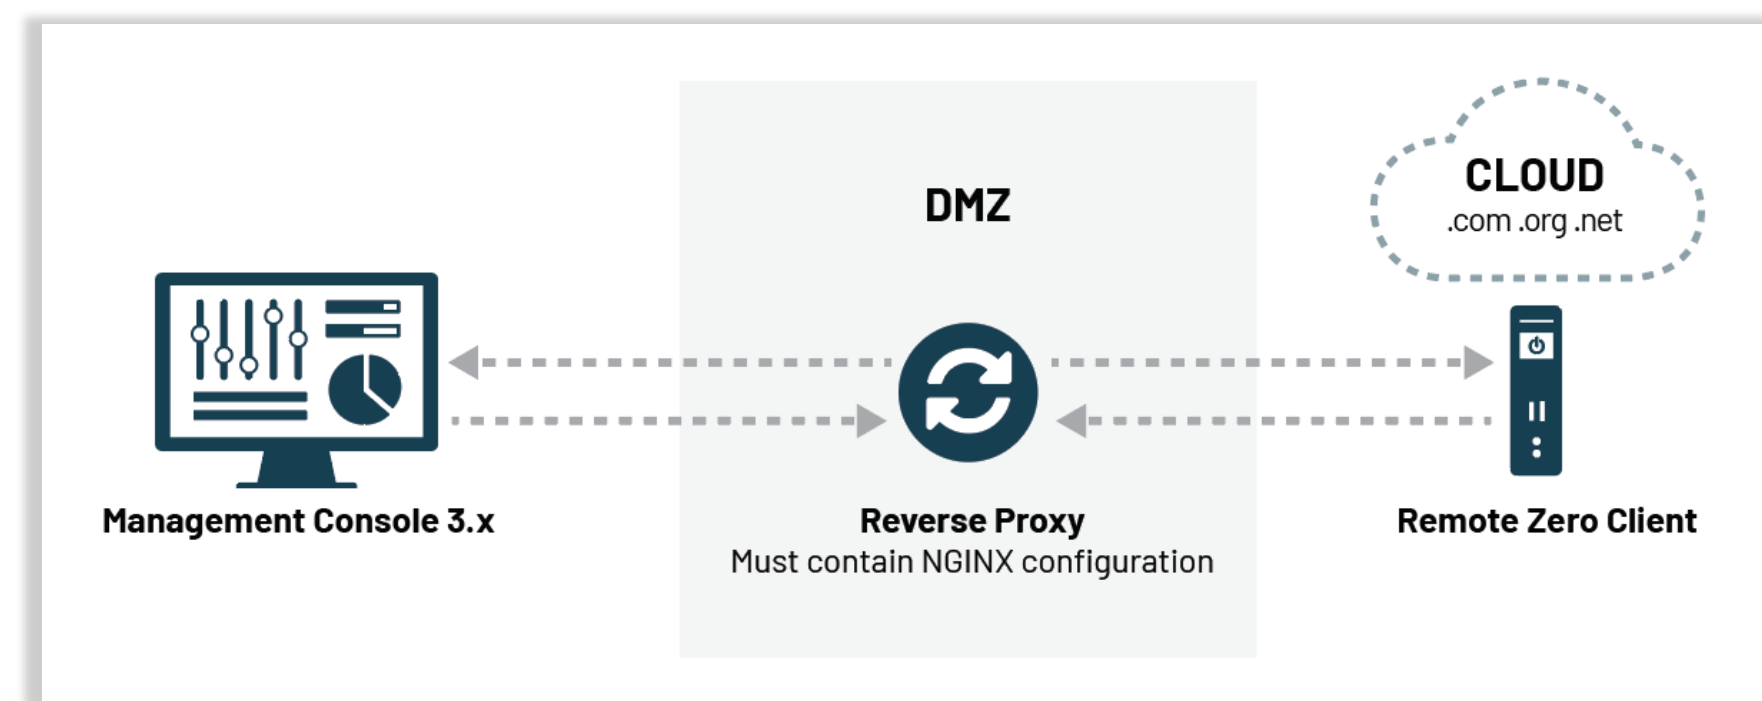 DMZ
CLOUD
.com .org .net
Management Console 3.x
Reverse Proxy
Must contain NGINX configuration
Remote Zero Client